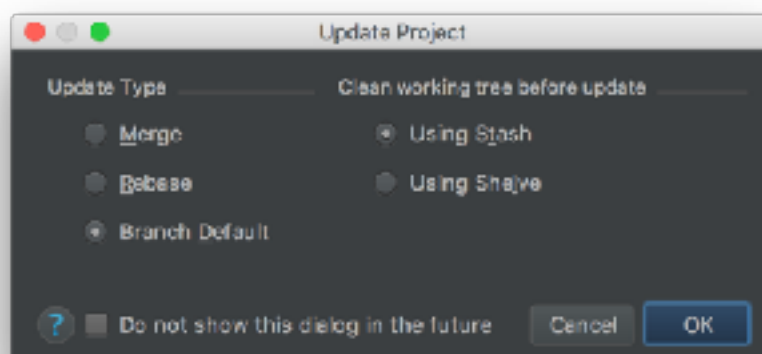 Update Project
Update Type
Clean working tree before update
Merge
Using Stash
Rebase
Using Shelve
Branch Default
? Do not show this dialog in the future
Cancel
OK